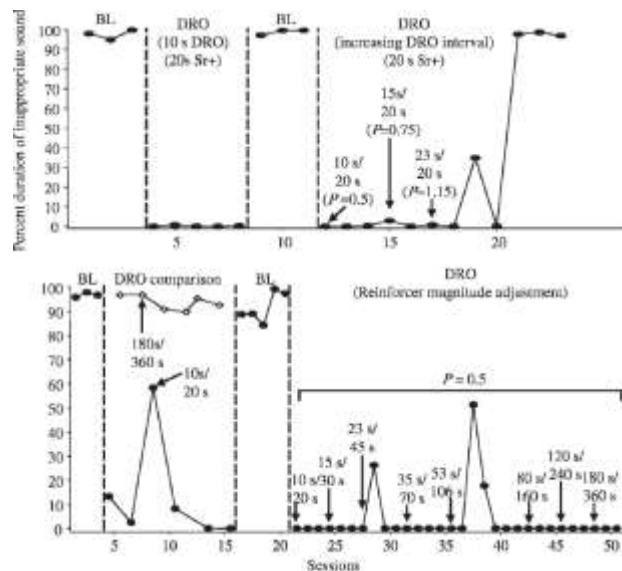 BL
DRO
(10 s DRO)
(20s Sr+)
BL
DRO
(increasing DRO interval)
(20 s Sr+)
Percent duration of inappropriate sound
100
90
80
70
60
50
40
30
20
10
0
10 s/
20 s
(P=0.5)
15s/
20 s
(P=0.75)
23 s/
20 s
(P=1.15)
5
10
15
20
BL
DRO comparison
BL
DRO
(Reinforcer magnitude adjustment)
100
90
80
70
60
50
40
30
20
10
0
180s/
360 s
10s/
20 s
P = 0.5
10 s/
20 s
15 s/
30 s
23 s/
45 s
35 s/
70 s
53 s/
106 s
80 s/
160 s
120 s/
240 s
180 s/
360 s
5
10
15
20
25
30
35
40
45
50
Sessions